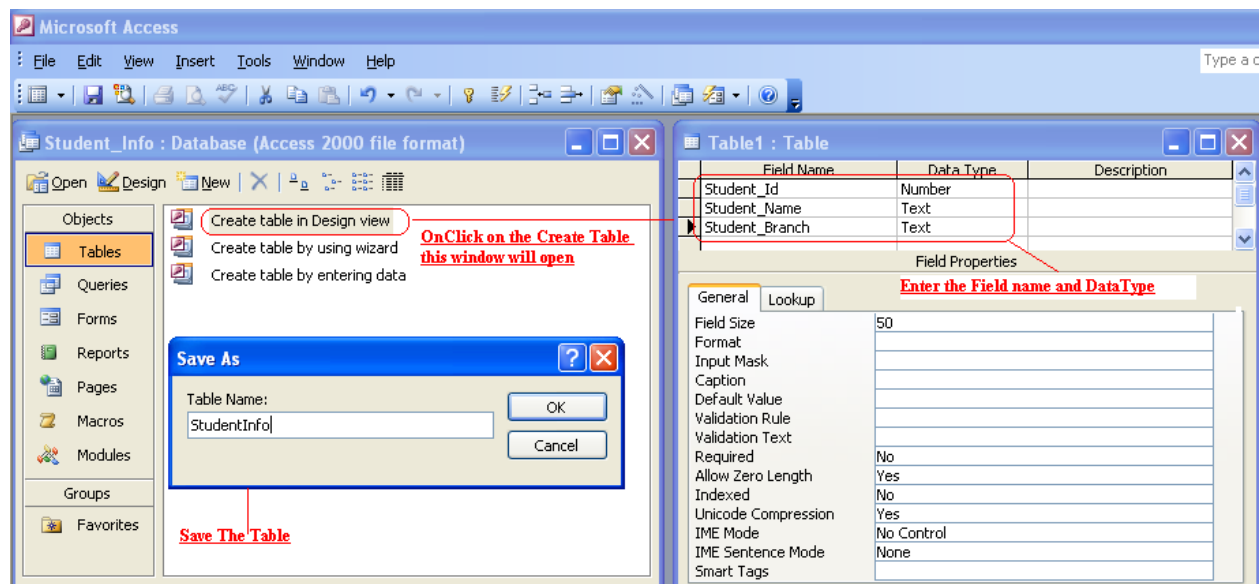 Microsoft Access
File Edit View Insert Tools Window Help
Type a c
Student_Info : Database (Access 2000 file format)
Open Design New
Objects
Tables
Queries
Forms
Reports
Pages
Macros
Modules
Groups
Favorites
Create table in Design view
Create table by using wizard
Create table by entering data
OnClick on the Create Table
this window will open
Save As
Table Name:
StudentInfo
OK
Cancel
Save The Table
Table1 : Table
Field Name Data Type Description
Student_Id Number
Student_Name Text
Student_Branch Text
Field Properties
Enter the Field name and DataType
General Lookup
Field Size 50
Format
Input Mask
Caption
Default Value
Validation Rule
Validation Text
Required No
Allow Zero Length Yes
Indexed No
Unicode Compression Yes
IME Mode No Control
IME Sentence Mode None
Smart Tags